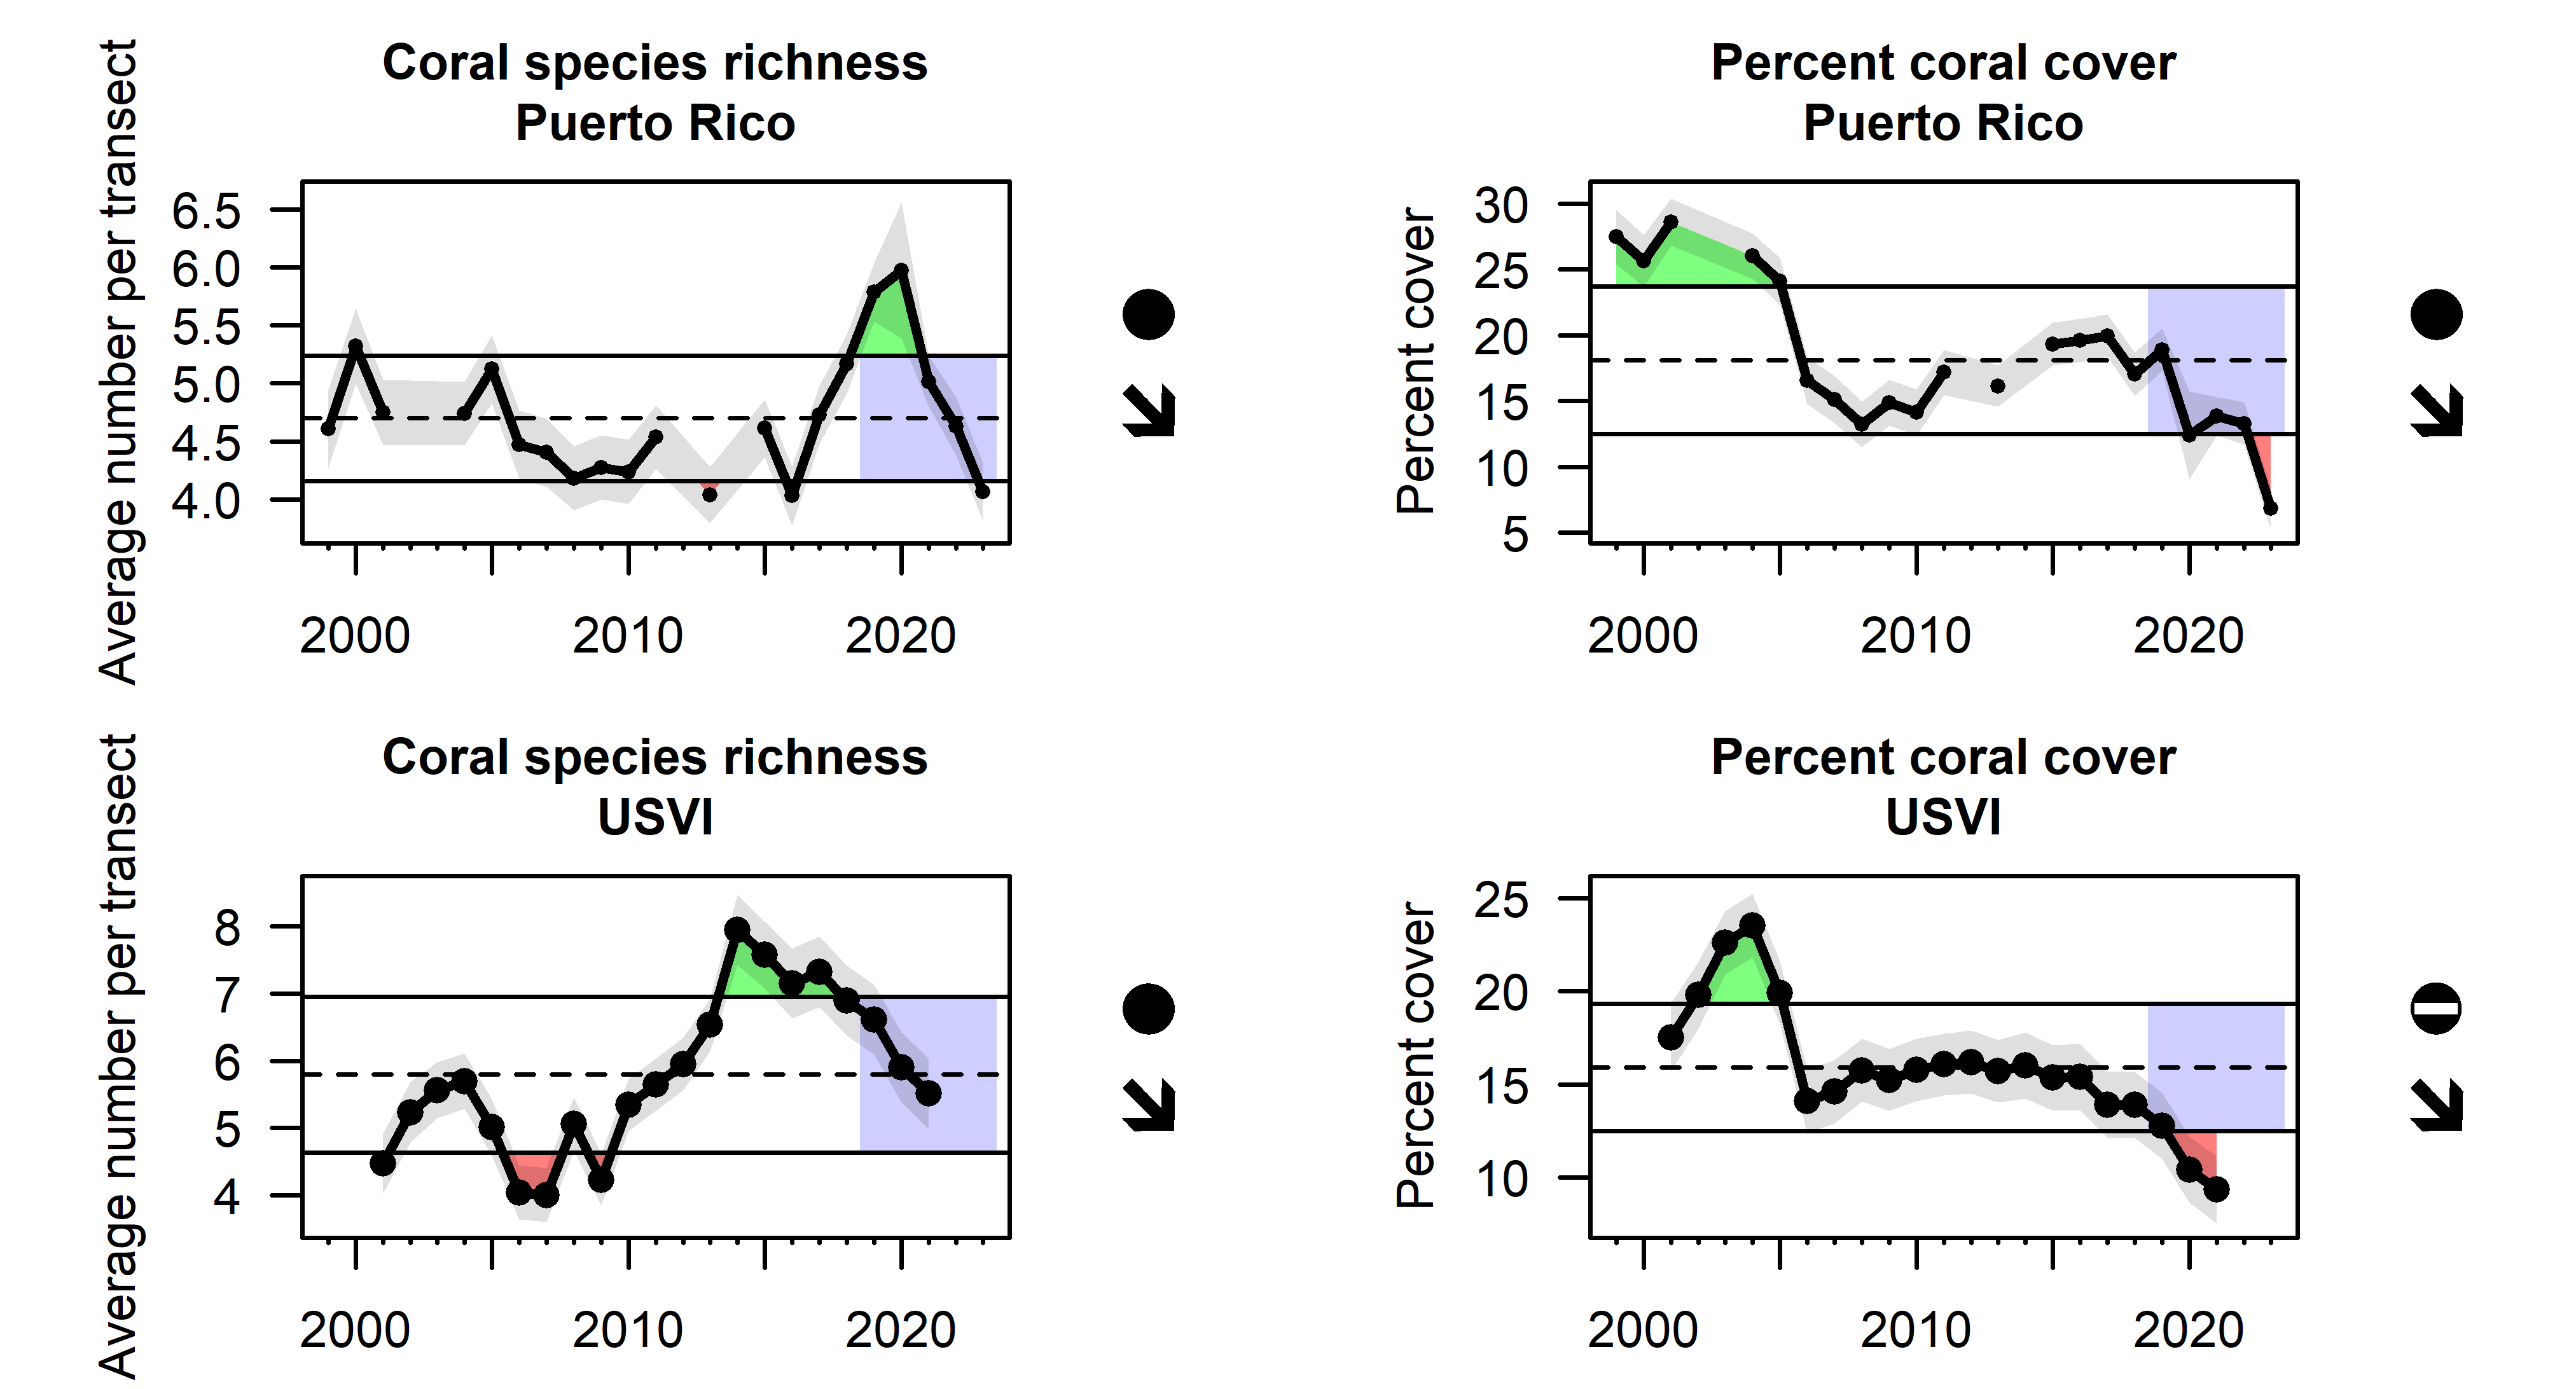 Coral species richness
Puerto Rico
Average number per transect
6.5
6.0
5.5
5.0
4.5
4.0
2000 2010 2020
Percent coral cover
Puerto Rico
Percent cover
30
25
20
15
10
5
2000 2010 2020
Coral species richness
USVI
Average number per transect
8
7
6
5
4
2000 2010 2020
Percent coral cover
USVI
Percent cover
25
20
15
10
2000 2010 2020